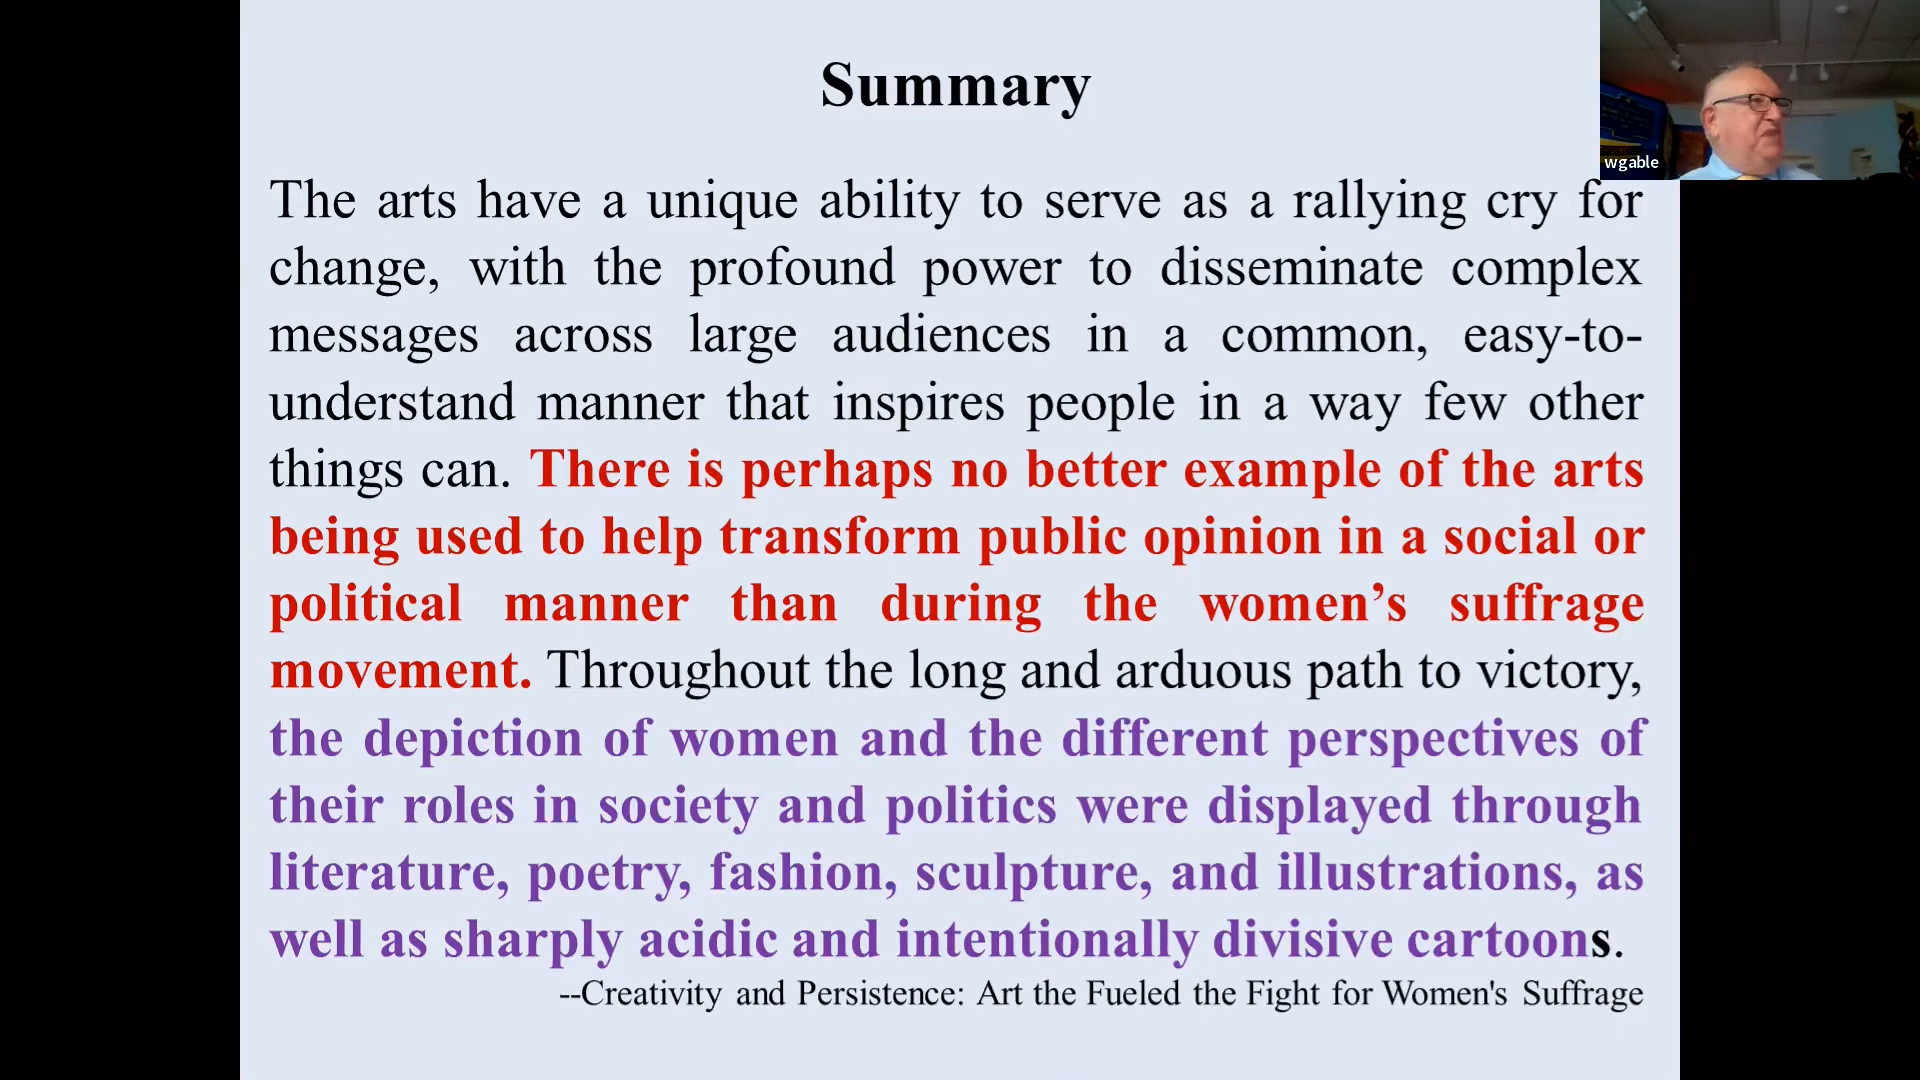 Summary
wgable
The arts have a unique ability to serve as a rallying cry for
change, with the profound power to disseminate complex
messages across large audiences in a common, easy-to-
understand manner that inspires people in a way few other
things can. There is perhaps no better example of the arts
being used to help transform public opinion in a social or
political manner than during the women’s suffrage
movement. Throughout the long and arduous path to victory,
the depiction of women and the different perspectives of
their roles in society and politics were displayed through
literature, poetry, fashion, sculpture, and illustrations, as
well as sharply acidic and intentionally divisive cartoons.
--Creativity and Persistence: Art the Fueled the Fight for Women's Suffrage